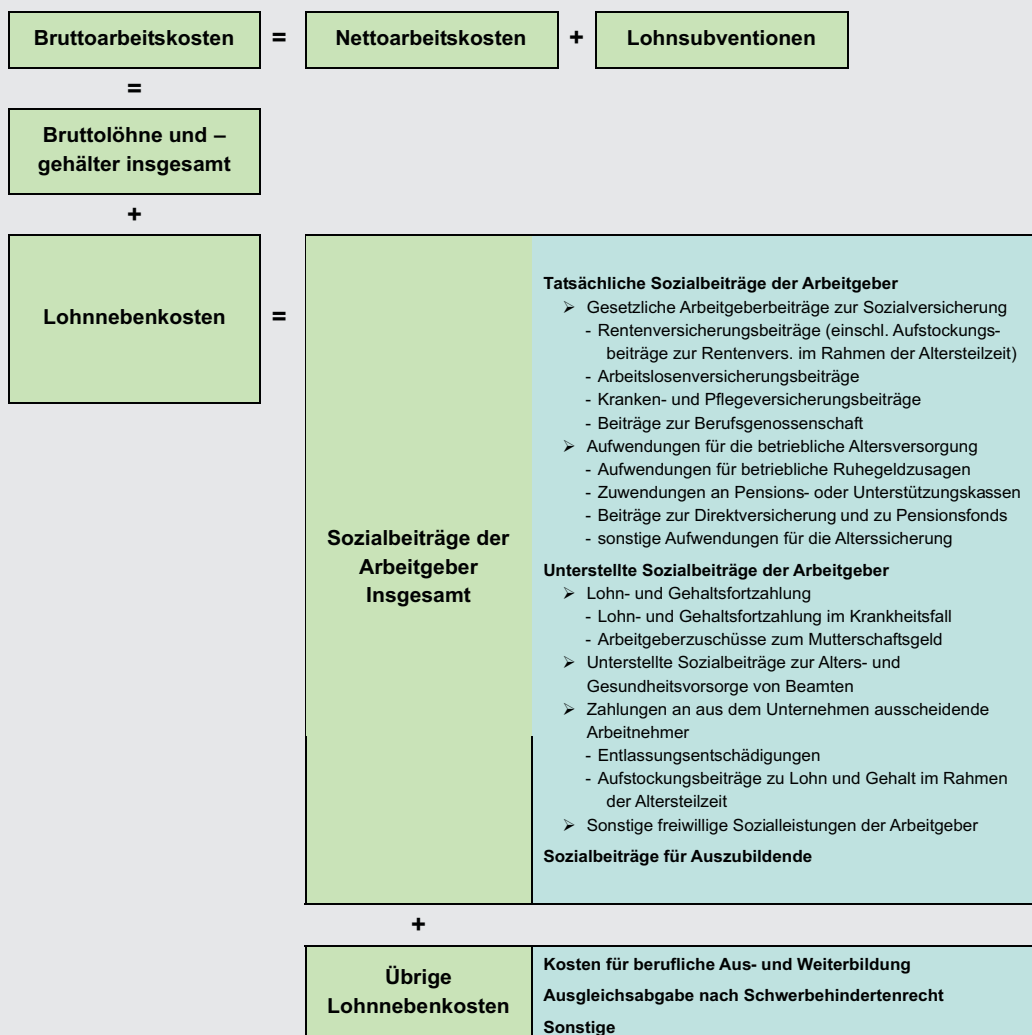 Bruttoarbeitskosten = Nettoarbeitskosten + Lohnsubventionen
=
Bruttolöhne und –
gehälter insgesamt
+
Lohnnebenkosten =
Sozialbeiträge der
Arbeitgeber
Insgesamt
Tatsächliche Sozialbeiträge der Arbeitgeber
➢ Gesetzliche Arbeitgeberbeiträge zur Sozialversicherung
- Rentenversicherungsbeiträge (einschl. Aufstockungs-
beiträge zur Rentenvers. im Rahmen der Altersteilzeit)
- Arbeitslosenversicherungsbeiträge
- Kranken- und Pflegeversicherungsbeiträge
- Beiträge zur Berufsgenossenschaft
➢ Aufwendungen für die betriebliche Altersversorgung
- Aufwendungen für betriebliche Ruhegeldzusagen
- Zuwendungen an Pensions- oder Unterstützungskassen
- Beiträge zur Direktversicherung und zu Pensionsfonds
- sonstige Aufwendungen für die Alterssicherung
Unterstellte Sozialbeiträge der Arbeitgeber
➢ Lohn- und Gehaltsfortzahlung
- Lohn- und Gehaltsfortzahlung im Krankheitsfall
- Arbeitgeberzuschüsse zum Mutterschaftsgeld
➢ Unterstellte Sozialbeiträge zur Alters- und
Gesundheitsvorsorge von Beamten
➢ Zahlungen an aus dem Unternehmen ausscheidende
Arbeitnehmer
- Entlassungsentschädigungen
- Aufstockungsbeiträge zu Lohn und Gehalt im Rahmen
der Altersteilzeit
➢ Sonstige freiwillige Sozialleistungen der Arbeitgeber
Sozialbeiträge für Auszubildende
+
Übrige
Lohnnebenkosten
Kosten für berufliche Aus- und Weiterbildung
Ausgleichsabgabe nach Schwerbehindertenrecht
Sonstige